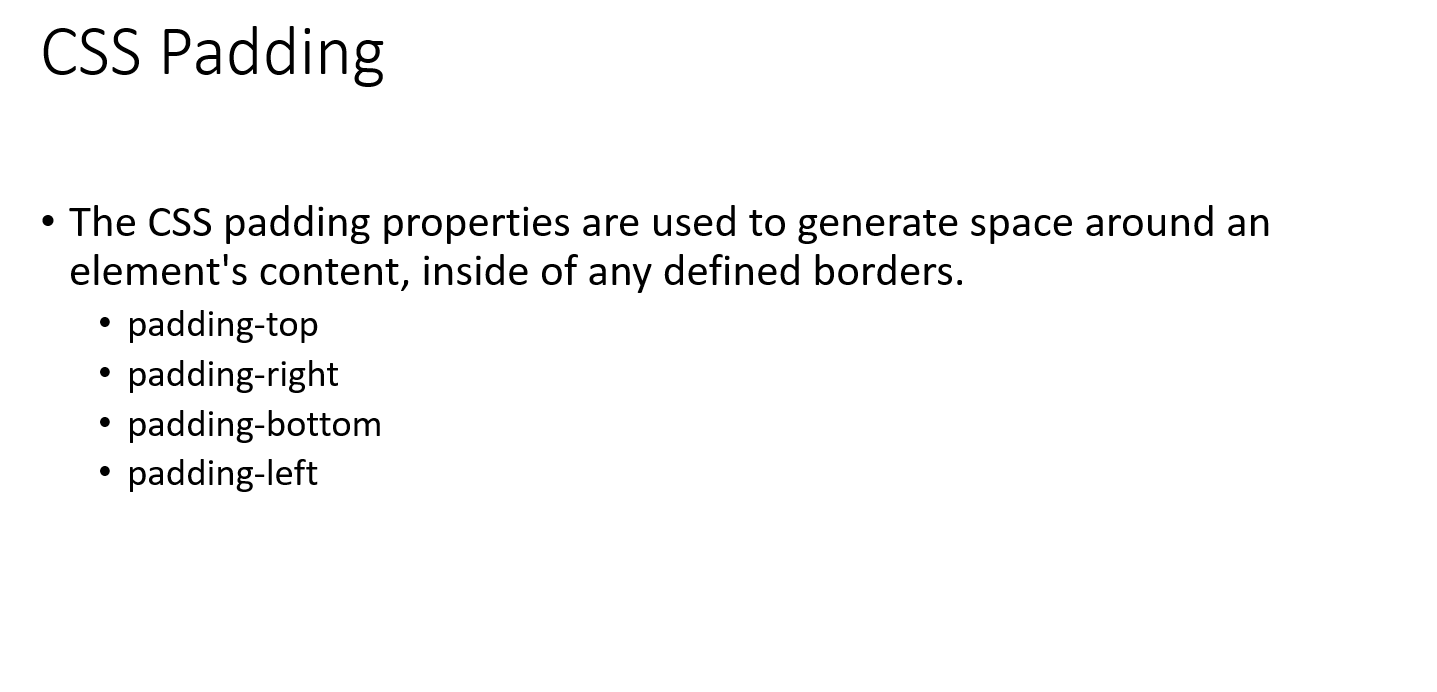 CSS Padding
• The CSS padding properties are used to generate space around an
element's content, inside of any defined borders.
• padding-top
• padding-right
• padding-bottom
• padding-left